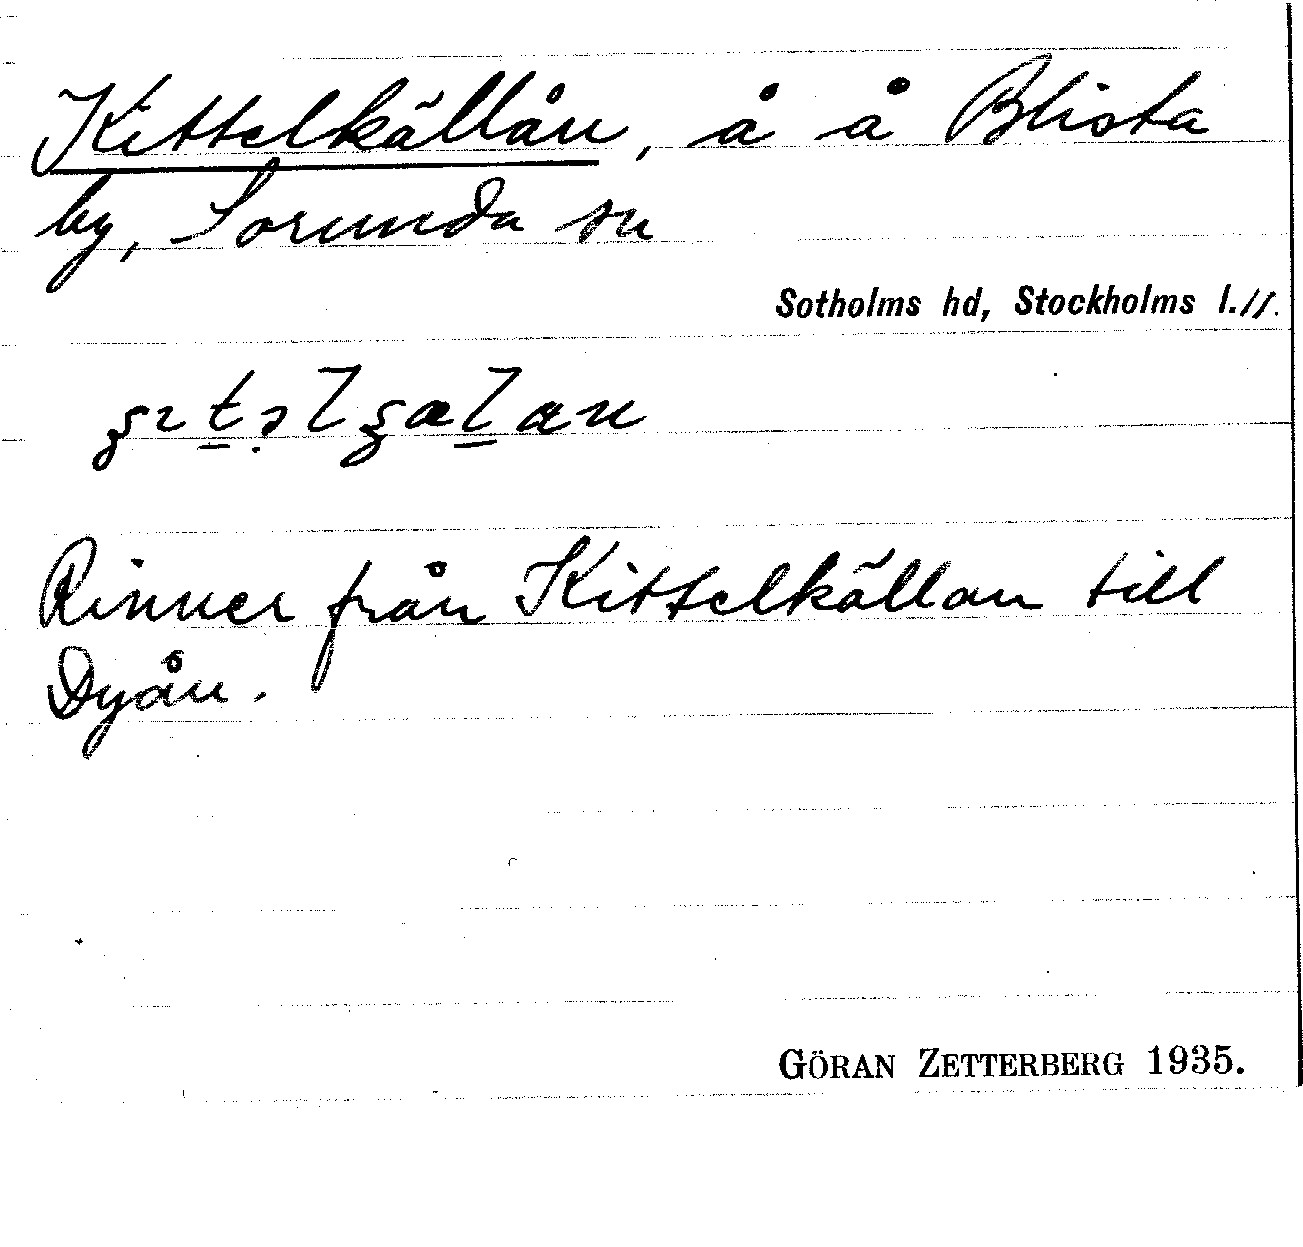 Kittelkällån, å å Blista
by, Sorunda sn
Sotholms hd, Stockholms l.//.
Rinner från Kittelkällan till
Dyån.
GÖRAN ZETTERBERG 1935.